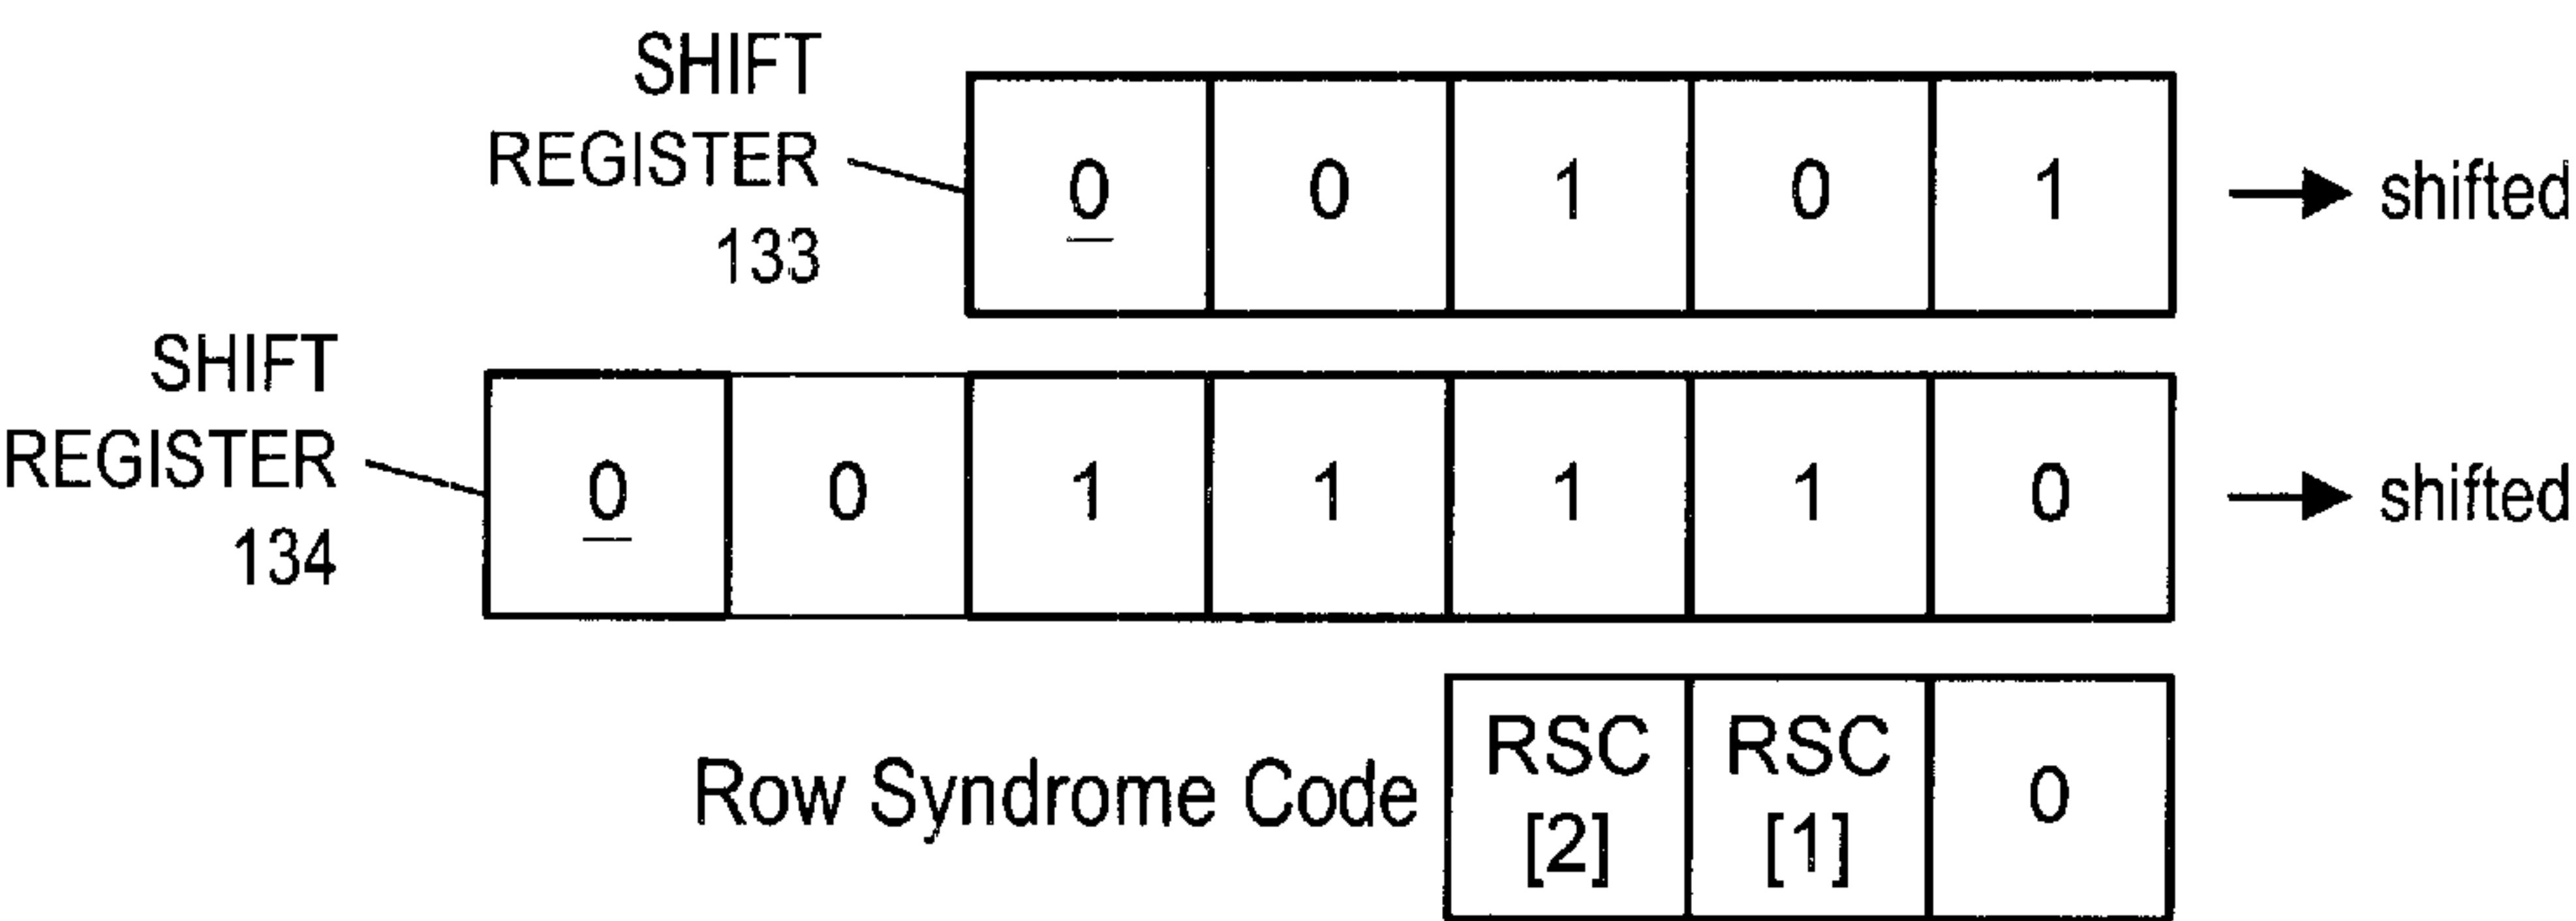 SHIFT
REGISTER
133
0 0 1 0 1 shifted
SHIFT
REGISTER
134
0 0 1 1 1 1 0 shifted
Row Syndrome Code RSC [2] RSC [1] 0